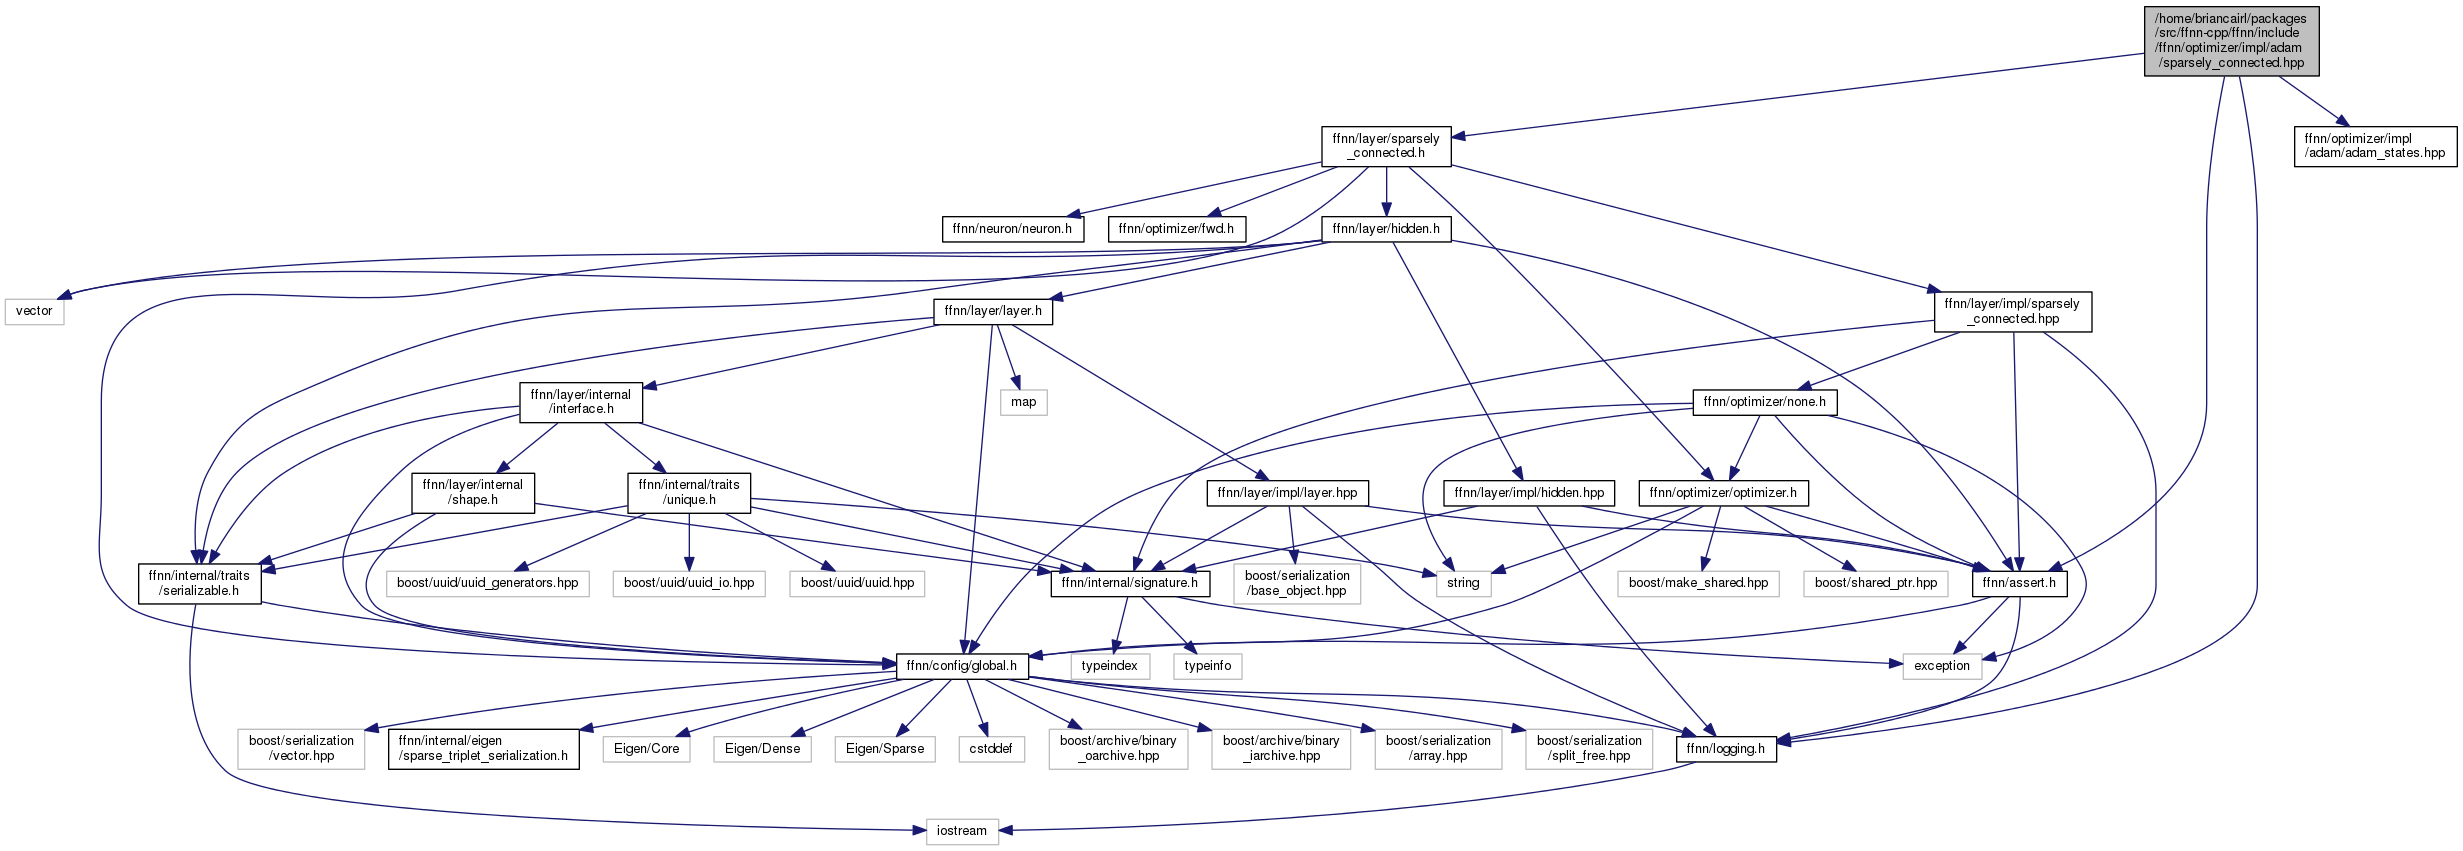 /home/briancairl/packages
/src/ffnn-cpp/ffnn/include
/ffnn/optimizer/impl/adam
/sparsely_connected.hpp
ffnn/layer/sparsely
_connected.h
ffnn/optimizer/impl
/adam/adam_states.hpp
ffnn/neuron/neuron.h
ffnn/optimizer/fwd.h
ffnn/layer/hidden.h
vector
ffnn/layer/layer.h
ffnn/layer/impl/sparsely
_connected.hpp
ffnn/layer/internal
/interface.h
map
ffnn/optimizer/none.h
ffnn/layer/internal
/shape.h
ffnn/internal/traits
/unique.h
ffnn/layer/impl/layer.hpp
ffnn/layer/impl/hidden.hpp
ffnn/optimizer/optimizer.h
ffnn/internal/traits
/serializable.h
boost/uuid/uuid_generators.hpp
boost/uuid/uuid_io.hpp
boost/uuid/uuid.hpp
ffnn/internal/signature.h
boost/serialization
/base_object.hpp
string
boost/make_shared.hpp
boost/shared_ptr.hpp
ffnn/assert.h
ffnn/config/global.h
typeindex
typeinfo
exception
boost/serialization
/vector.hpp
ffnn/internal/eigen
/sparse_triplet_serialization.h
Eigen/Core
Eigen/Dense
Eigen/Sparse
cstddef
boost/archive/binary
_oarchive.hpp
boost/archive/binary
_iarchive.hpp
boost/serialization
/array.hpp
boost/serialization
/split_free.hpp
ffnn/logging.h
iostream